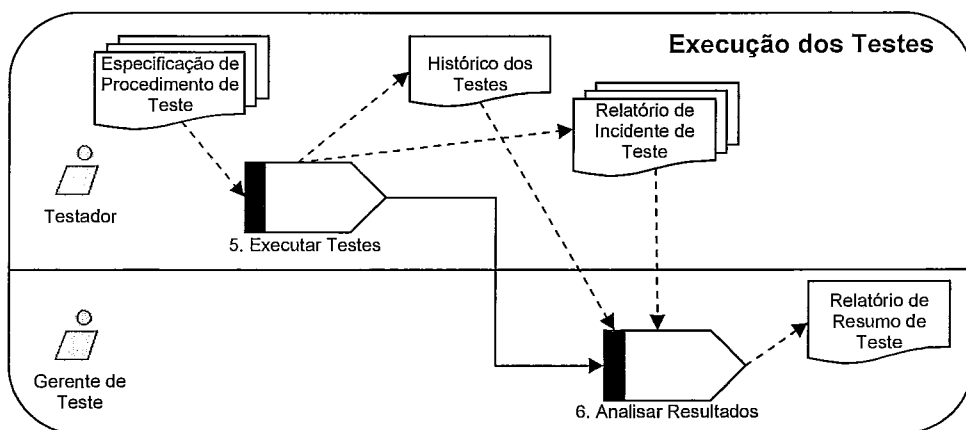 Execução dos Testes
Especificação de
Procedimento de
Teste
Histórico dos
Testes
Relatório de
Incidente de
Teste
Testador
5. Executar Testes
Relatório de
Resumo de
Teste
Gerente de
Teste
6. Analisar Resultados